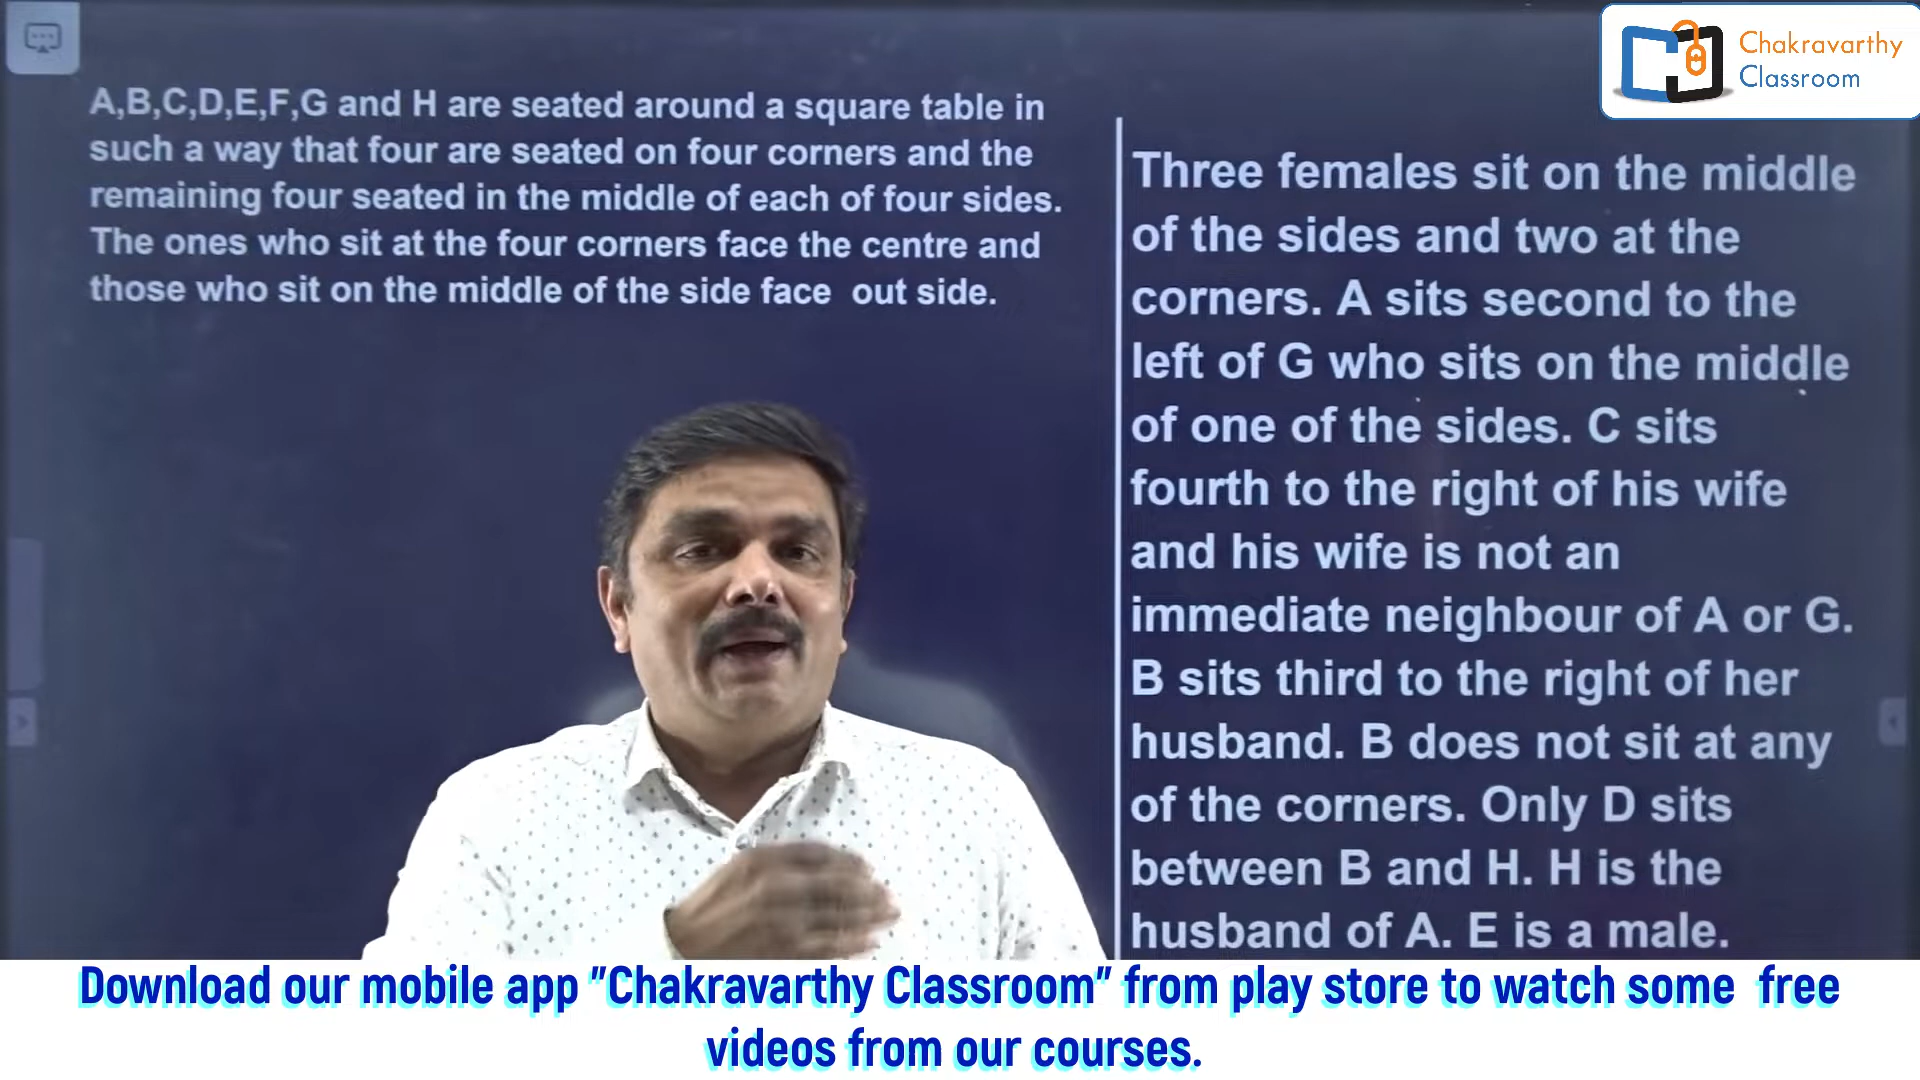 Chakravarthy
Classroom
A,B,C,D,E,F,G and H are seated around a square table in
such a way that four are seated on four corners and the
remaining four seated in the middle of each of four sides.
The ones who sit at the four corners face the centre and
those who sit on the middle of the side face out side.
Three females sit on the middle
of the sides and two at the
corners. A sits second to the
left of G who sits on the middle
of one of the sides. C sits
fourth to the right of his wife
and his wife is not an
immediate neighbour of A or G.
B sits third to the right of her
husband. B does not sit at any
of the corners. Only D sits
between B and H. H is the
husband of A. E is a male.
Download our mobile app "Chakravarthy Classroom" from play store to watch some free
videos from our courses.